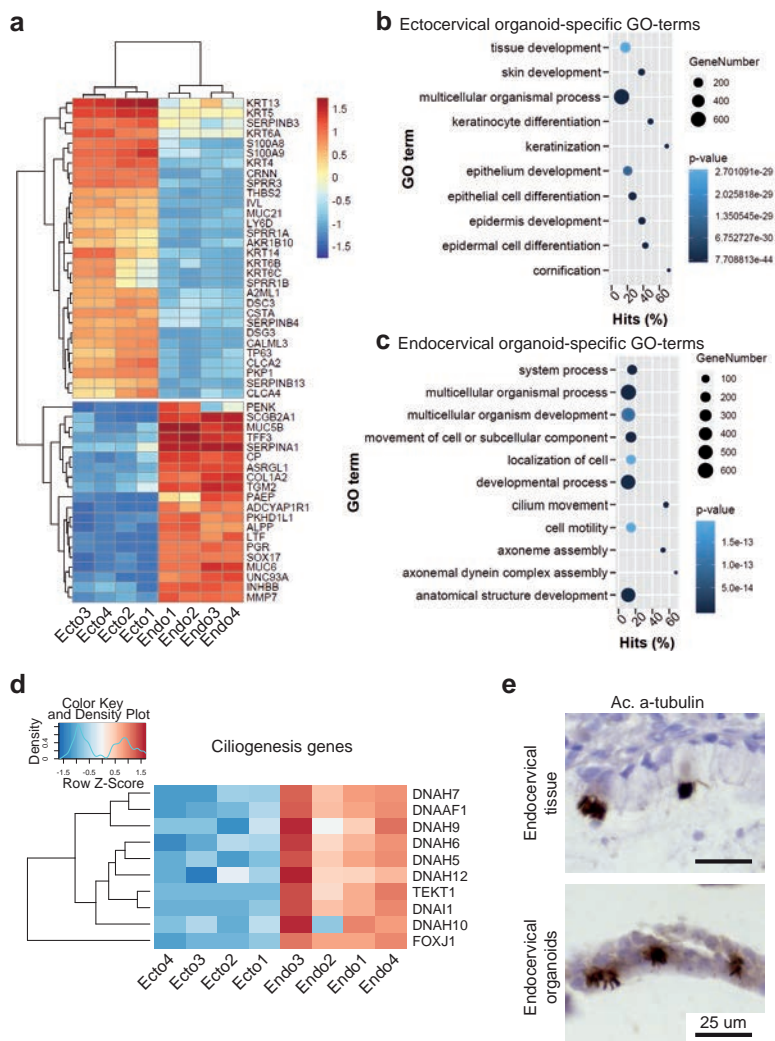 a
KRT13
KRT5
SERPINB3
KRT6A
S100A8
S100A9
KRT4
CRNN
SPRR3
THBS2
IVL
MUC21
LY6D
SPRR1A
AKR1B10
KRT14
KRT6B
KRT6C
SPRR1B
A2ML1
DSC3
CSTA
SERPINB4
DSG3
CALML3
TP63
CLCA2
PKP1
SERPINB13
CLCA4
PENK
SCGB2A1
MUC5B
TFF3
SERPINA1
CP
ASRGL1
COL1A2
TGM2
PAEP
ADCYAP1R1
PKHD1L1
ALPP
LTF
PGR
SOX17
MUC6
UNC93A
INHBB
MMP7
1.5
1
0.5
0
-0.5
-1
-1.5
Ecto3 Ecto4 Ecto2 Ecto1 Endo1 Endo2 Endo3 Endo4
b Ectocervical organoid-specific GO-terms
GO term
tissue development
skin development
multicellular organismal process
keratinocyte differentiation
keratinization
epithelium development
epithelial cell differentiation
epidermis development
epidermal cell differentiation
cornification
0 20 40 60
Hits (%)
GeneNumber
200
400
600
p-value
2.701091e-29
2.025818e-29
1.350545e-29
6.752727e-30
7.708813e-44
c Endocervical organoid-specific GO-terms
GO term
system process
multicellular organismal process
multicellular organism development
movement of cell or subcellular component
localization of cell
developmental process
cilium movement
cell motility
axoneme assembly
axonemal dynein complex assembly
anatomical structure development
0 20 40 60
Hits (%)
GeneNumber
100
200
300
400
500
600
p-value
1.5e-13
1.0e-13
5.0e-14
d
Color Key
and Density Plot
Density
0 0.4
-1.5 -0.5 0.5 1.5
Row Z-Score
Ciliogenesis genes
DNAH7
DNAAF1
DNAH9
DNAH6
DNAH5
DNAH12
TEKT1
DNAI1
DNAH10
FOXJ1
Ecto4 Ecto3 Ecto2 Ecto1 Endo3 Endo2 Endo1 Endo4
e
Ac. a-tubulin
Endocervical
tissue
Endocervical
organoids
25 um